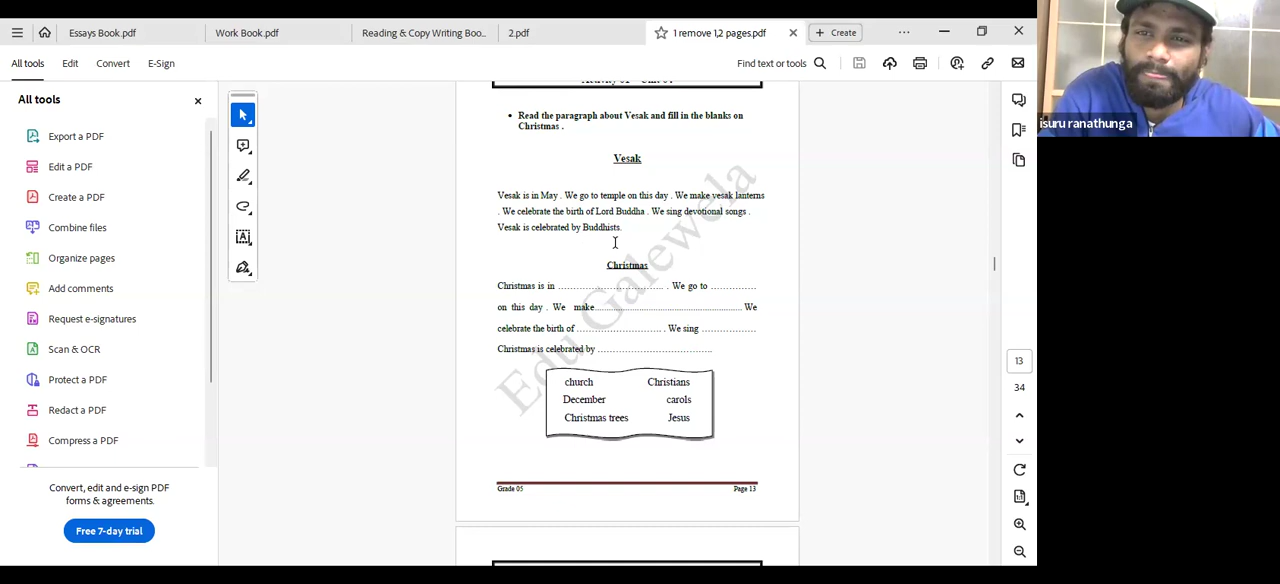 Essays Book.pdf
Work Book.pdf
Reading & Copy Writing Boo..
2.pdf
1 remove 1,2 pages.pdf
Create
All tools
Edit
Convert
E-Sign
Find text or tools
All tools
Export a PDF
Edit a PDF
Create a PDF
Combine files
Organize pages
Add comments
Request e-signatures
Scan & OCR
Protect a PDF
Redact a PDF
Compress a PDF
Convert, edit and e-sign PDF
forms & agreements.
Free 7-day trial
• Read the paragraph about Vesak and fill in the blanks on
Christmas .
Vesak
Vesak is in May . We go to temple on this day . We make vesak lanterns
. We celebrate the birth of Lord Buddha . We sing devotional songs .
Vesak is celebrated by Buddhists.
Christmas
Christmas is in ………………………… . We go to …………
on this day . We make…………………………………… We
celebrate the birth of …………………… . We sing ……………
Christmas is celebrated by ……………………………
church Christians
December carols
Christmas trees Jesus
Grade 05 Page 13
Edu Galewela
13
34
isuru ranathunga